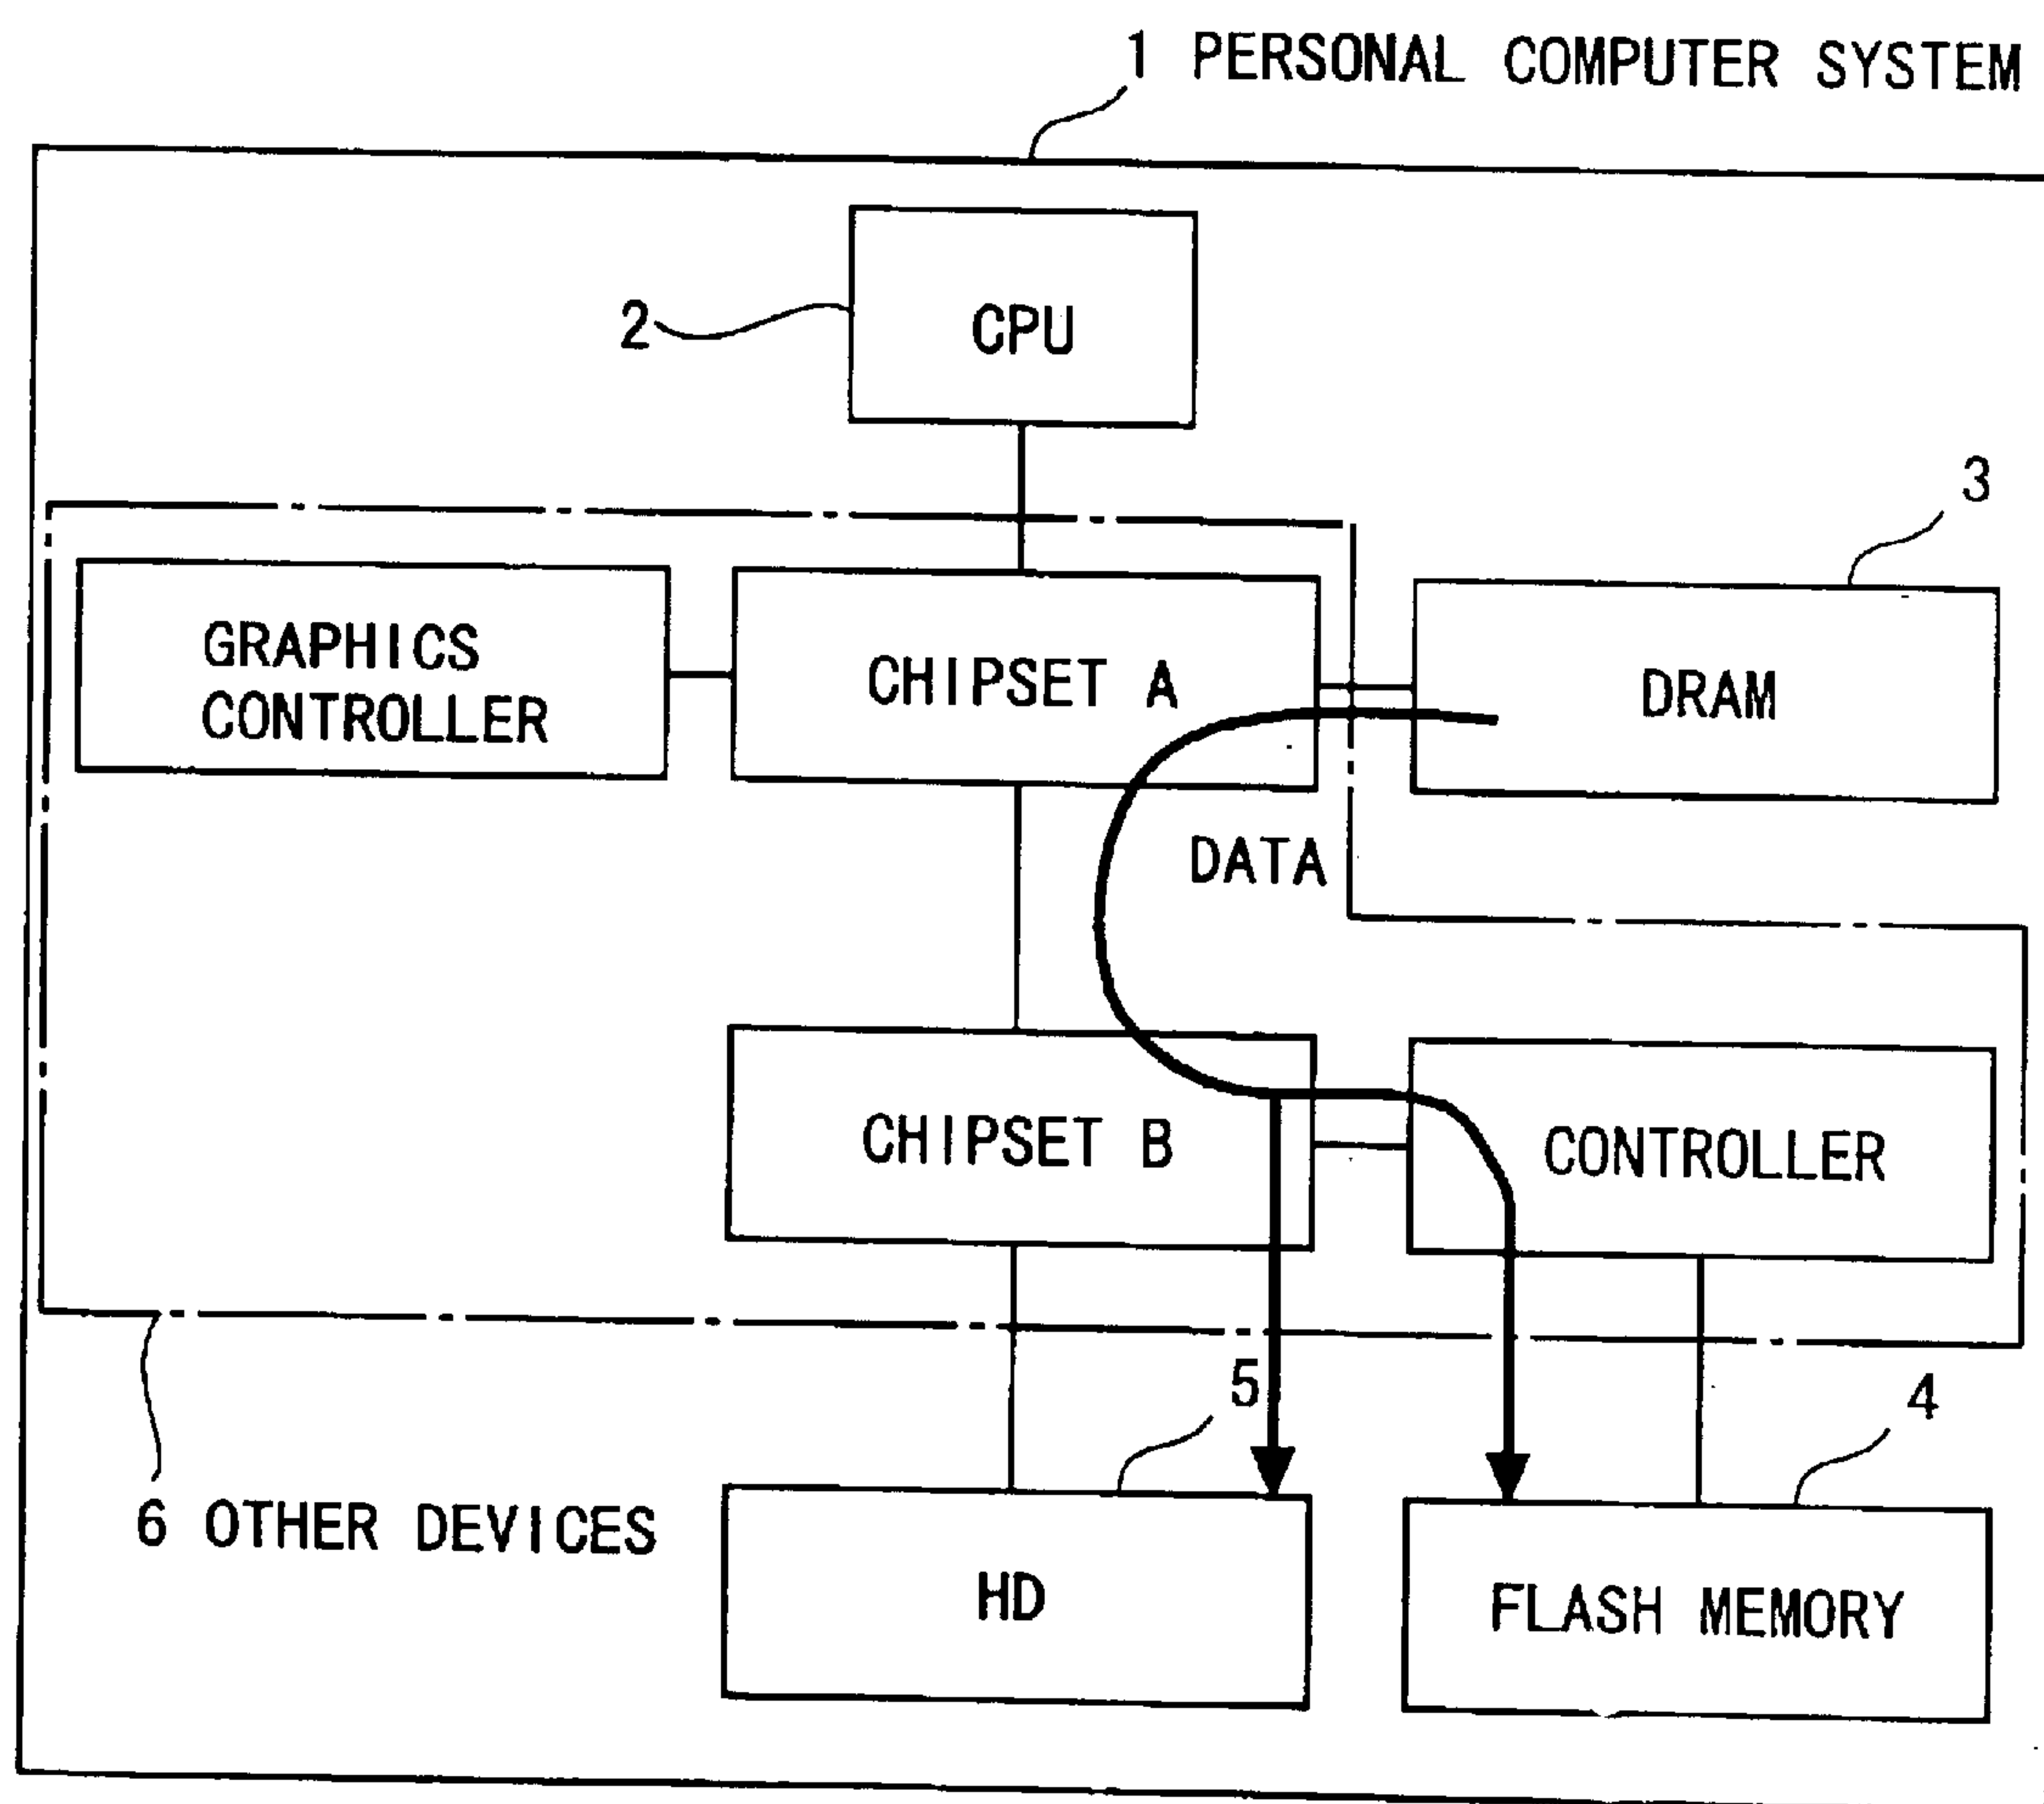 1 PERSONAL COMPUTER SYSTEM
2
CPU
3
GRAPHICS
CONTROLLER
CHIPSET A
DRAM
DATA
CHIPSET B
CONTROLLER
5
4
6 OTHER DEVICES
HD
FLASH MEMORY